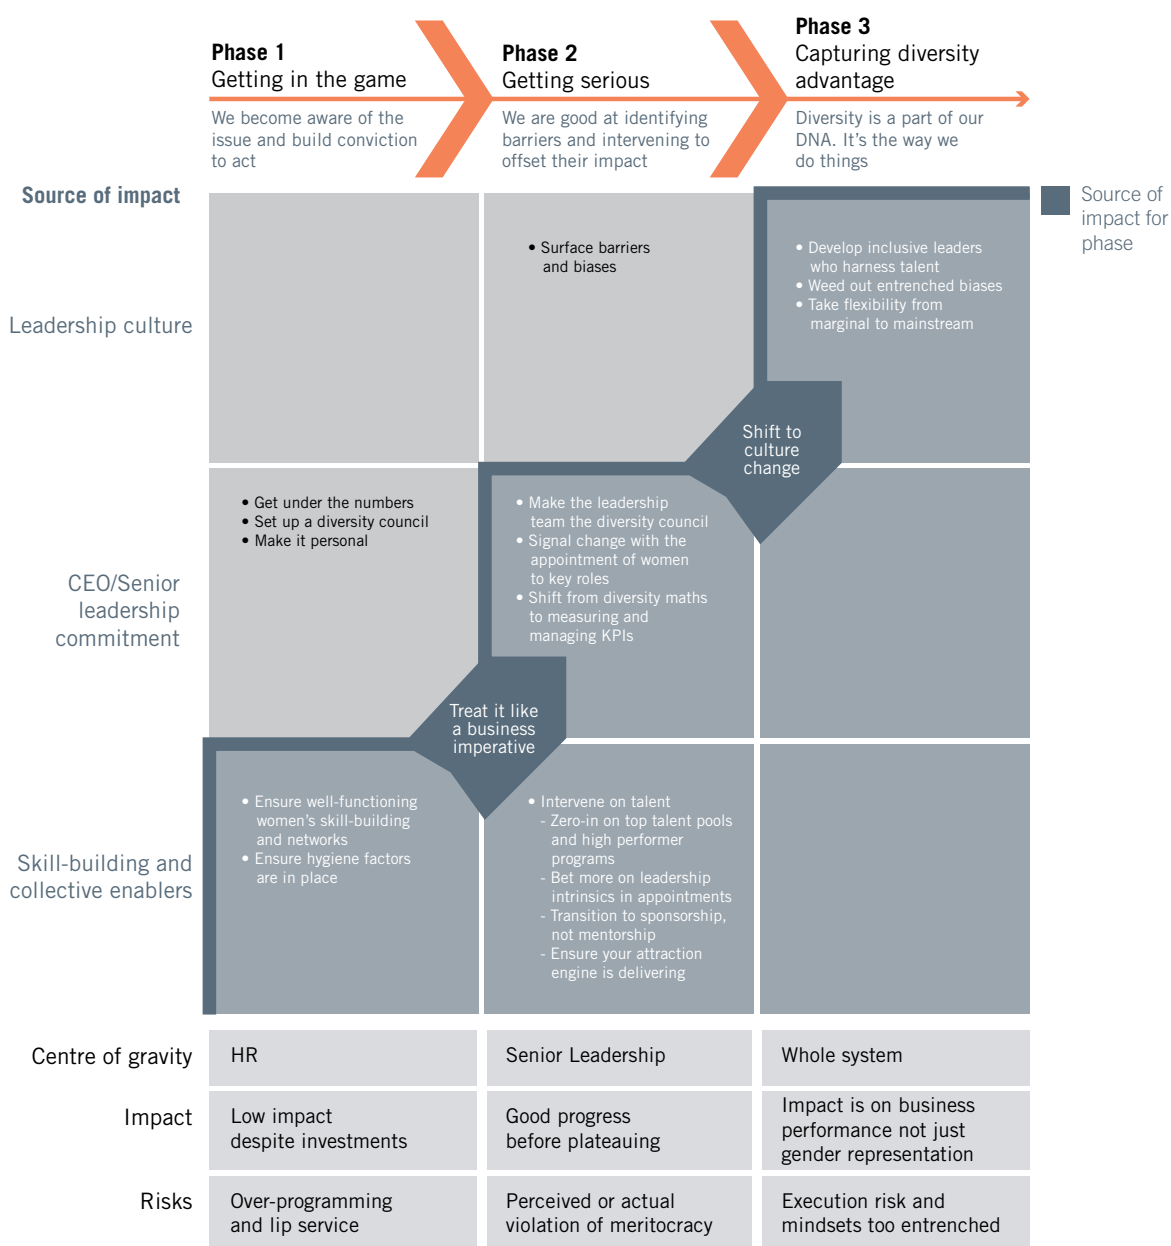 Phase 1
Getting in the game
We become aware of the
issue and build conviction
to act
Phase 2
Getting serious
We are good at identifying
barriers and intervening to
offset their impact
Phase 3
Capturing diversity
advantage
Diversity is a part of our
DNA. It’s the way we
do things
Source of impact
Source of
impact for
phase
Leadership culture
• Surface barriers
and biases
• Develop inclusive leaders
who harness talent
• Weed out entrenched biases
• Take flexibility from
marginal to mainstream
Shift to
culture
change
CEO/Senior
leadership
commitment
• Get under the numbers
• Set up a diversity council
• Make it personal
• Make the leadership
team the diversity council
• Signal change with the
appointment of women
to key roles
• Shift from diversity maths
to measuring and
managing KPIs
Treat it like
a business
imperative
Skill-building and
collective enablers
• Ensure well-functioning
women’s skill-building
and networks
• Ensure hygiene factors
are in place
• Intervene on talent
- Zero-in on top talent pools
and high performer
programs
- Bet more on leadership
intrinsics in appointments
- Transition to sponsorship,
not mentorship
- Ensure your attraction
engine is delivering
Centre of gravity
HR
Senior Leadership
Whole system
Impact
Low impact
despite investments
Good progress
before plateauing
Impact is on business
performance not just
gender representation
Risks
Over-programming
and lip service
Perceived or actual
violation of meritocracy
Execution risk and
mindsets too entrenched